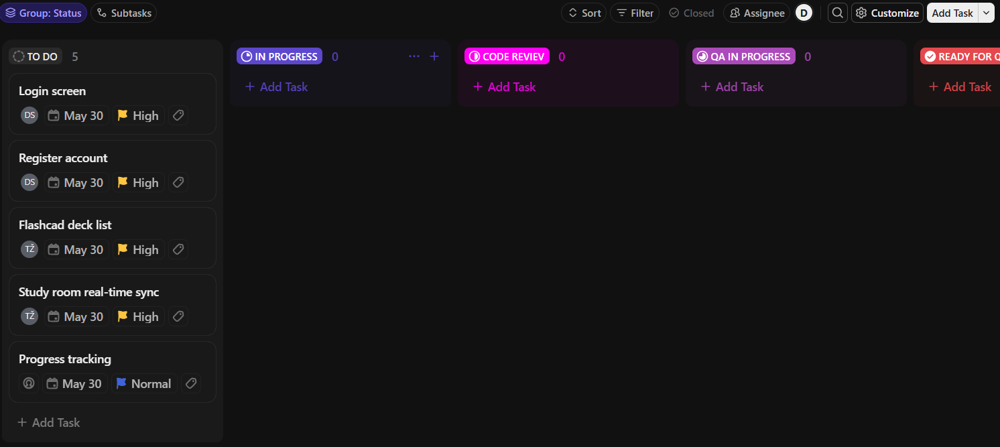 Group: Status Subtasks Sort Filter Closed Assignee D Customize Add Task
TO DO 5
Login screen
DS May 30 High
Register account
DS May 30 High
Flashcad deck list
TŽ May 30 High
Study room real-time sync
TŽ May 30 High
Progress tracking
May 30 Normal
+ Add Task
IN PROGRESS 0 ... +
+ Add Task
CODE REVIEV 0
+ Add Task
QA IN PROGRESS 0
+ Add Task
READY FOR Q
+ Add Task